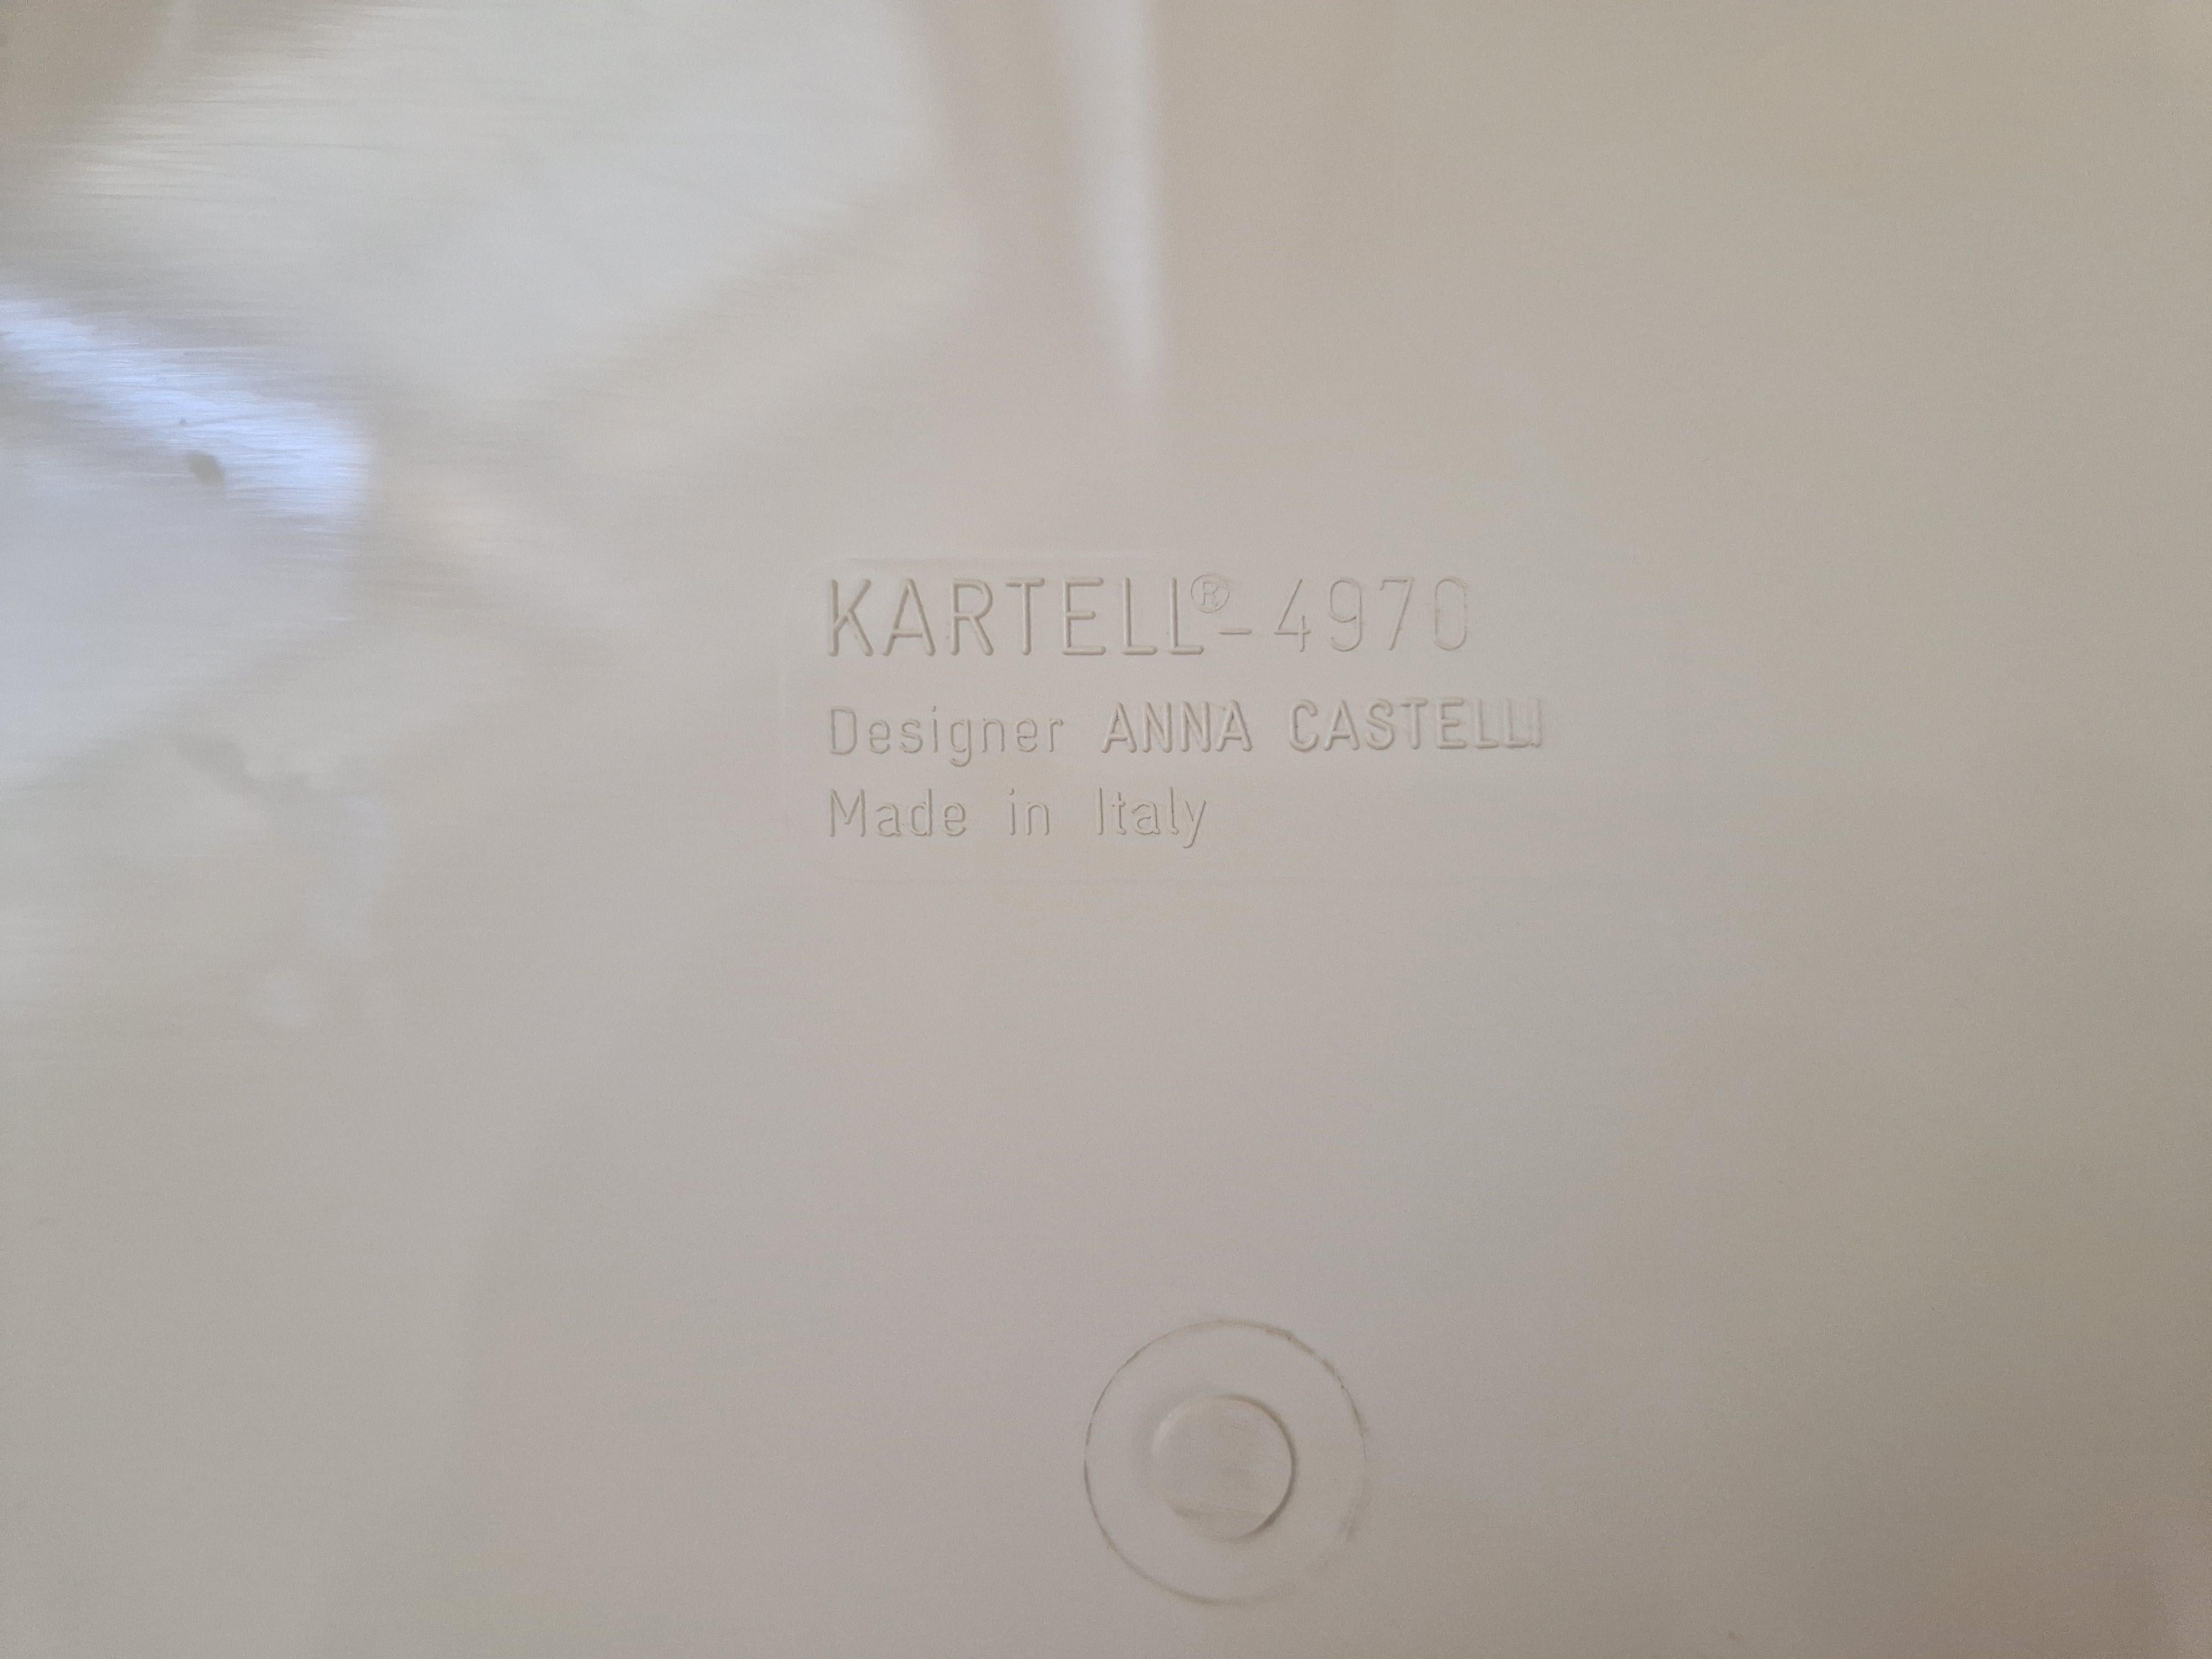 KARTELL®-4970
Designer ANNA CASTELLI
Made in Italy